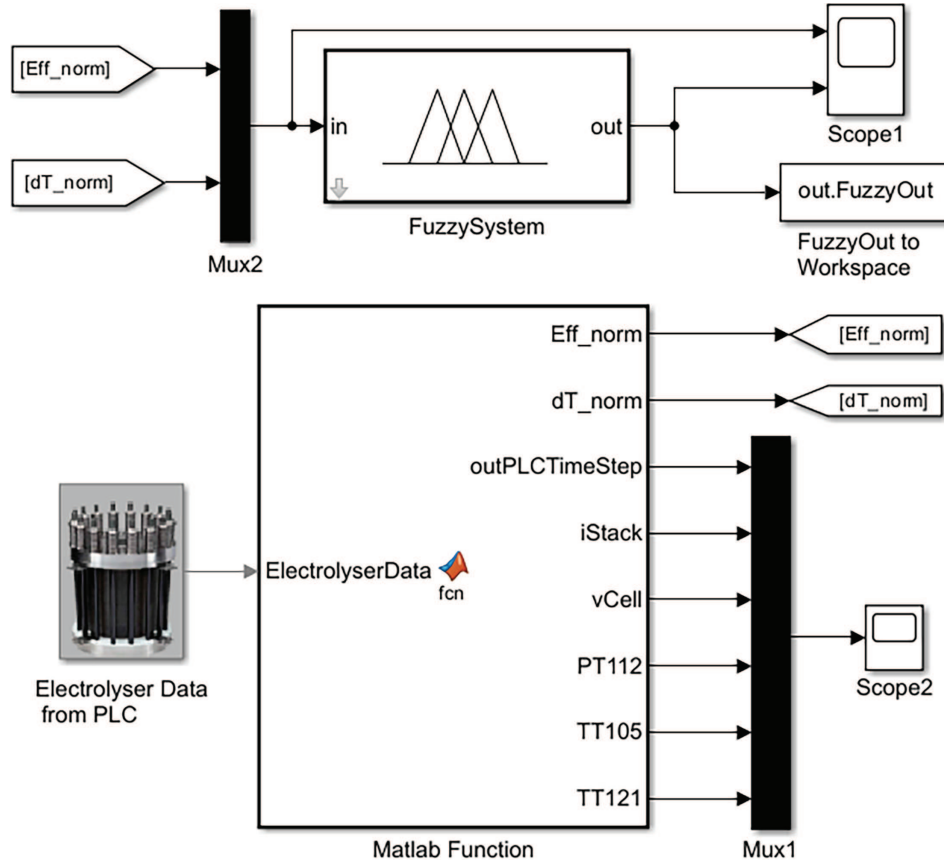 [Eff_norm]
[dT_norm]
Mux2
in
out
FuzzySystem
Scope1
out.FuzzyOut
FuzzyOut to
Workspace
Eff_norm
[Eff_norm]
dT_norm
[dT_norm]
outPLCTimeStep
iStack
ElectrolyserData
fcn
vCell
PT112
TT105
TT121
Electrolyser Data
from PLC
Scope2
Matlab Function
Mux1